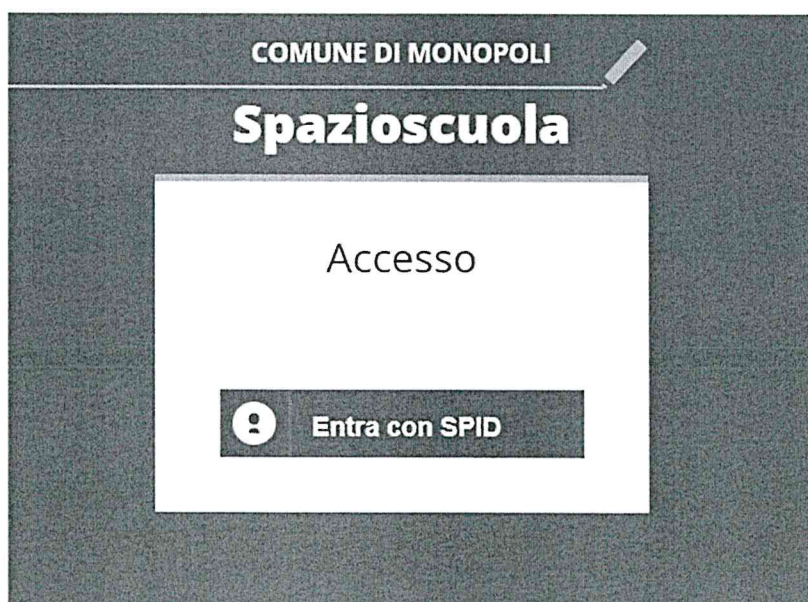 COMUNE DI MONOPOLI
Spazioscuola
Accesso
Entra con SPID